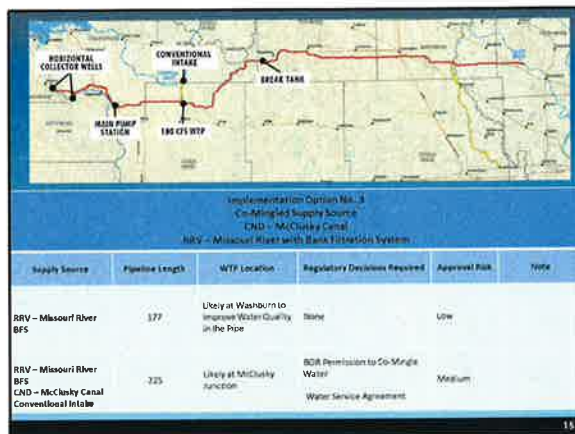 HORIZONTAL
COLLECTOR WELLS
CONVENTIONAL
INTAKE
BREAK TANK
MAIN PUMP
STATION
180 CFS WTP
Implementation Option No. 3
Co-Mingled Supply Source
CND – McClusky Canal
RRV – Missouri River with Bank Filtration System
Supply Source Pipeline Length WTP Location Regulatory Decisions Required Approval Risk Note
RRV – Missouri River
BFS
177
Likely at Washburn to
Improve Water Quality
in the Pipe
None
Low
RRV – Missouri River
BFS
CND – McClusky Canal
Conventional Intake
225
Likely at McClusky
Junction
BOR Permission to Co-Mingle
Water
Water Service Agreement
Medium
15